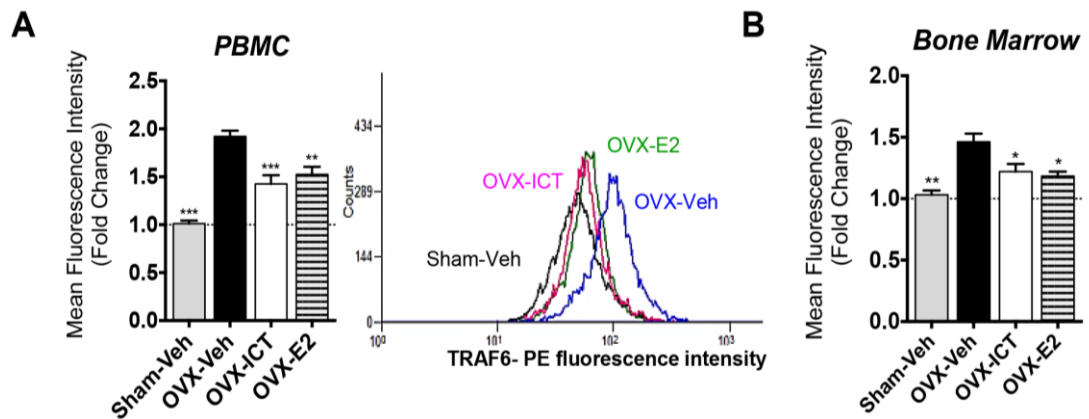 A
PBMC
Mean Fluorescence Intensity
(Fold Change)
2.5
2.0
1.5
1.0
0.5
0.0
***
***
**
Sham-Veh
OVX-Veh
OVX-ICT
OVX-E2
Counts
434
289
144
0
OVX-E2
OVX-ICT
OVX-Veh
Sham-Veh
10⁰
10¹
10²
10³
TRAF6- PE fluorescence intensity
B
Bone Marrow
Mean Fluorescence Intensity
(Fold Change)
2.0
1.5
1.0
0.5
0.0
**
*
*
Sham-Veh
OVX-Veh
OVX-ICT
OVX-E2